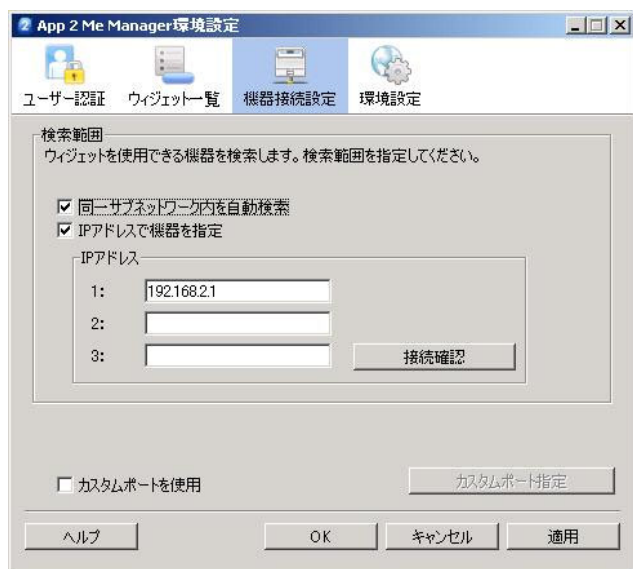 App 2 Me Manager環境設定
ユーザー認証 ウィジェット一覧 機器接続設定 環境設定
検索範囲
ウィジェットを使用できる機器を検索します。検索範囲を指定してください。
同一サブネットワーク内を自動検索
IPアドレスで機器を指定
IPアドレス
1: 192.168.2.1
2:
3: 接続確認
カスタムポートを使用 カスタムポート指定
ヘルプ OK キャンセル 適用